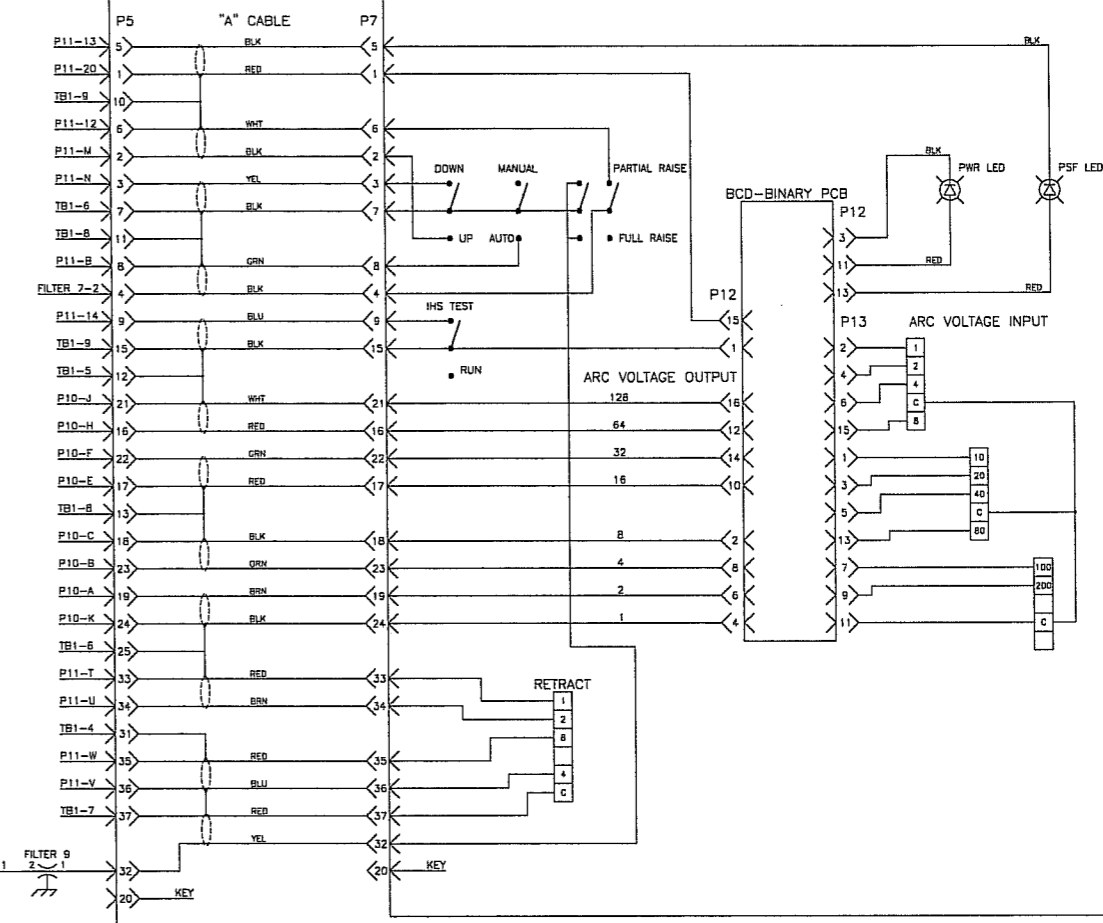 P5 "A" CABLE P7
P11-13 5 BLK 5 BLK
P11-20 1 RED 1
TB1-9 10
P11-12 6 WHT 6
P11-M 2 BLK 2
DOWN MANUAL PARTIAL RAISE
BLK PWR LED PSF LED
P11-N 3 YEL 3
BCD-BINARY PCB
P12
TB1-6 7 BLK 7
TB1-8 11 UP AUTO FULL RAISE 3
P11-B 8 GRN 8 11 RED
FILTER 7-2 4 BLK 4 13 RED
IHS TEST P12 P13 ARC VOLTAGE INPUT
P11-14 9 BLU 9 15
TB1-9 15 BLK 15 1 2 1
TB1-5 12 RUN 4 2
ARC VOLTAGE OUTPUT 4
P10-J 21 WHT 21 128 16 6 C
P10-H 16 RED 16 64 12 15 8
P10-F 22 GRN 22 32 14 1 10
20
P10-E 17 RED 17 16 10 3 40
TB1-8 13 5 C
80
P10-C 18 BLK 18 8 2 13
P10-B 23 ORN 23 4 8 7 100
200
P10-A 19 BRN 19 2 6 9
P10-K 24 BLK 24 1 4 11 C
TB1-6 25
P11-T 33 RED 33 RETRACT
1
P11-U 34 BRN 34 2
TB1-4 31 8
P11-W 35 RED 35
4
P11-V 36 BLU 36 C
TB1-7 37 RED 37
YEL 32
FILTER 9
1 2 1 32 20 KEY
20 KEY